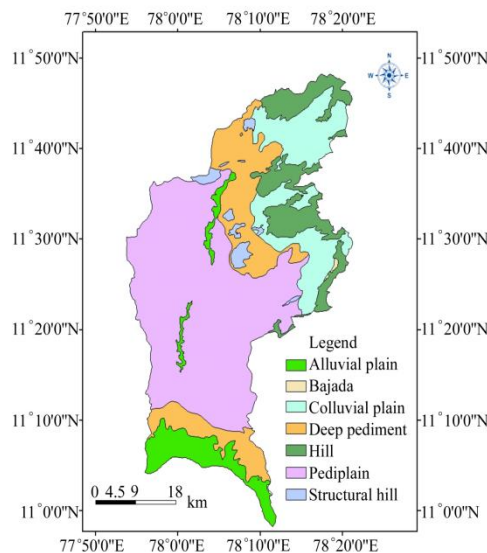 77°50'0"N 78°0'0"N 78°10'0"N 78°20'0"N
11°50'0"N 11°50'0"N
N
W E
S
11°40'0"N 11°40'0"N
11°30'0"N 11°30'0"N
11°20'0"N 11°20'0"N
Legend
Alluvial plain
Bajada
Colluvial plain
11°10'0"N 11°10'0"N
Deep pediment
Hill
Pediplain
Structural hill
0 4.5 9 18
km
11°0'0"N 11°0'0"N
77°50'0"N 78°0'0"N 78°10'0"N 78°20'0"N